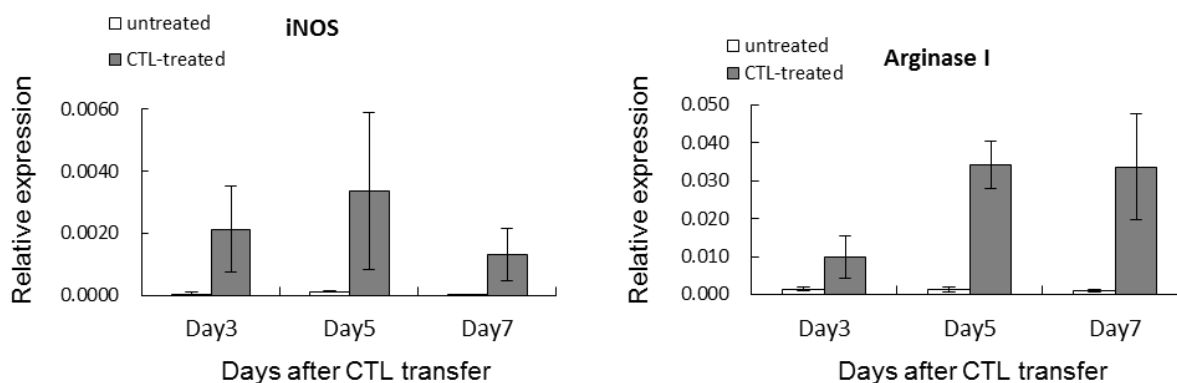 untreated
CTL-treated
iNOS
Relative expression
0.0060
0.0040
0.0020
0.0000
Day3 Day5 Day7
Days after CTL transfer
untreated
CTL-treated
Arginase I
Relative expression
0.050
0.040
0.030
0.020
0.010
0.000
Day3 Day5 Day7
Days after CTL transfer